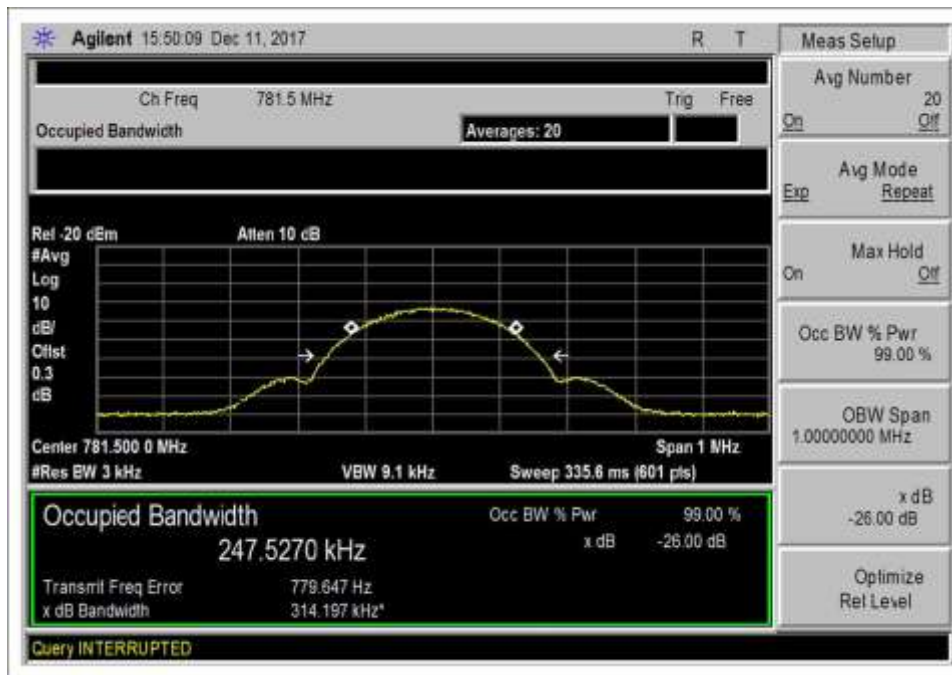 Agilent 15:50:09 Dec 11, 2017 R T
Ch Freq 781.5 MHz Trig Free
Occupied Bandwidth Averages: 20
Ref -20 dBm Atten 10 dB
#Avg
Log
10
dB/
Offst
0.3
dB
Center 781.500 0 MHz Span 1 MHz
#Res BW 3 kHz VBW 9.1 kHz Sweep 335.6 ms (601 pts)
Occupied Bandwidth Occ BW % Pwr 99.00 %
247.5270 kHz x dB -26.00 dB
Transmit Freq Error 779.647 Hz
x dB Bandwidth 314.197 kHz*
Query INTERRUPTED
Meas Setup
Avg Number
20
On Off
Avg Mode
Exp Repeat
Max Hold
On Off
Occ BW % Pwr
99.00 %
OBW Span
1.00000000 MHz
x dB
-26.00 dB
Optimize
Ref Level